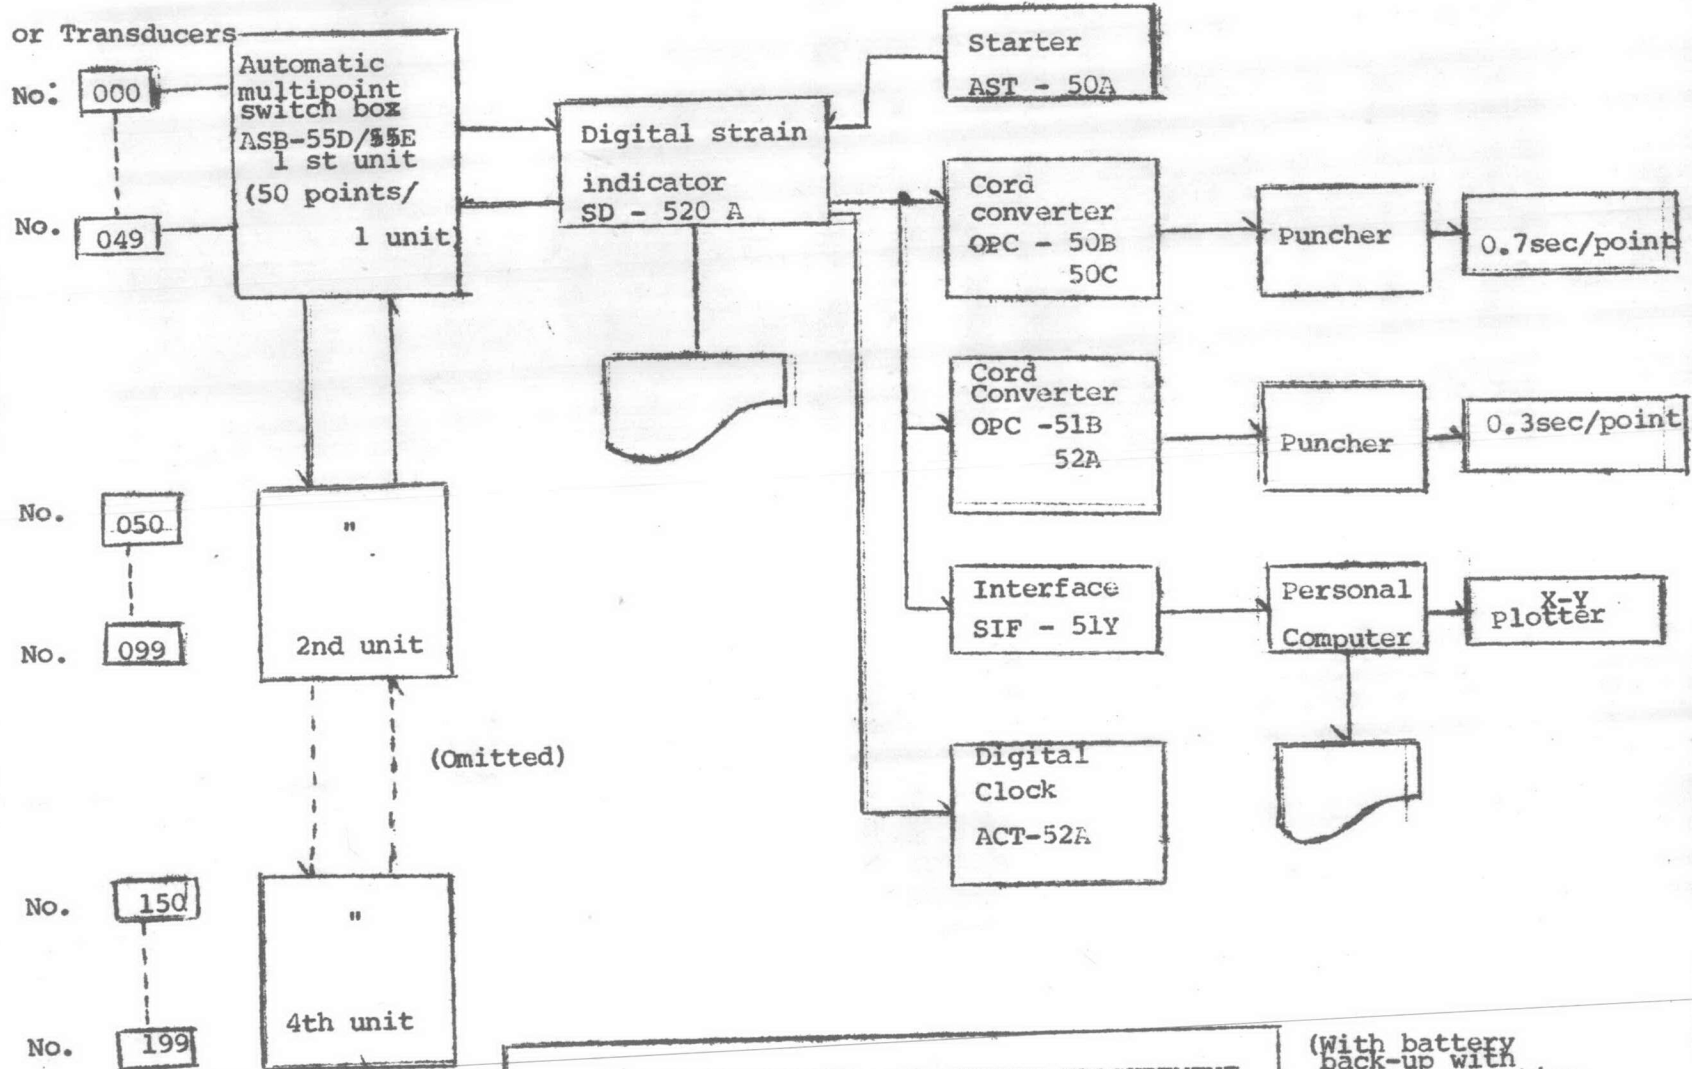 or Transducers
No. 000
No. 049
Automatic
multipoint
switch box
ASB-55D/55E
1 st unit
(50 points/
1 unit)
Digital strain
indicator
SD - 520 A
Starter
AST - 50A
Cord
converter
OPC - 50B
50C
Puncher
0.7sec/point
Cord
Converter
OPC -51B
52A
Puncher
0.3sec/point
No. 050
No. 099
"
2nd unit
Interface
SIF - 51Y
Personal
Computer
X-Y
Plotter
(Omitted)
Digital
Clock
ACT-52A
No. 150
No. 199
"
4th unit
(With battery
back-up with